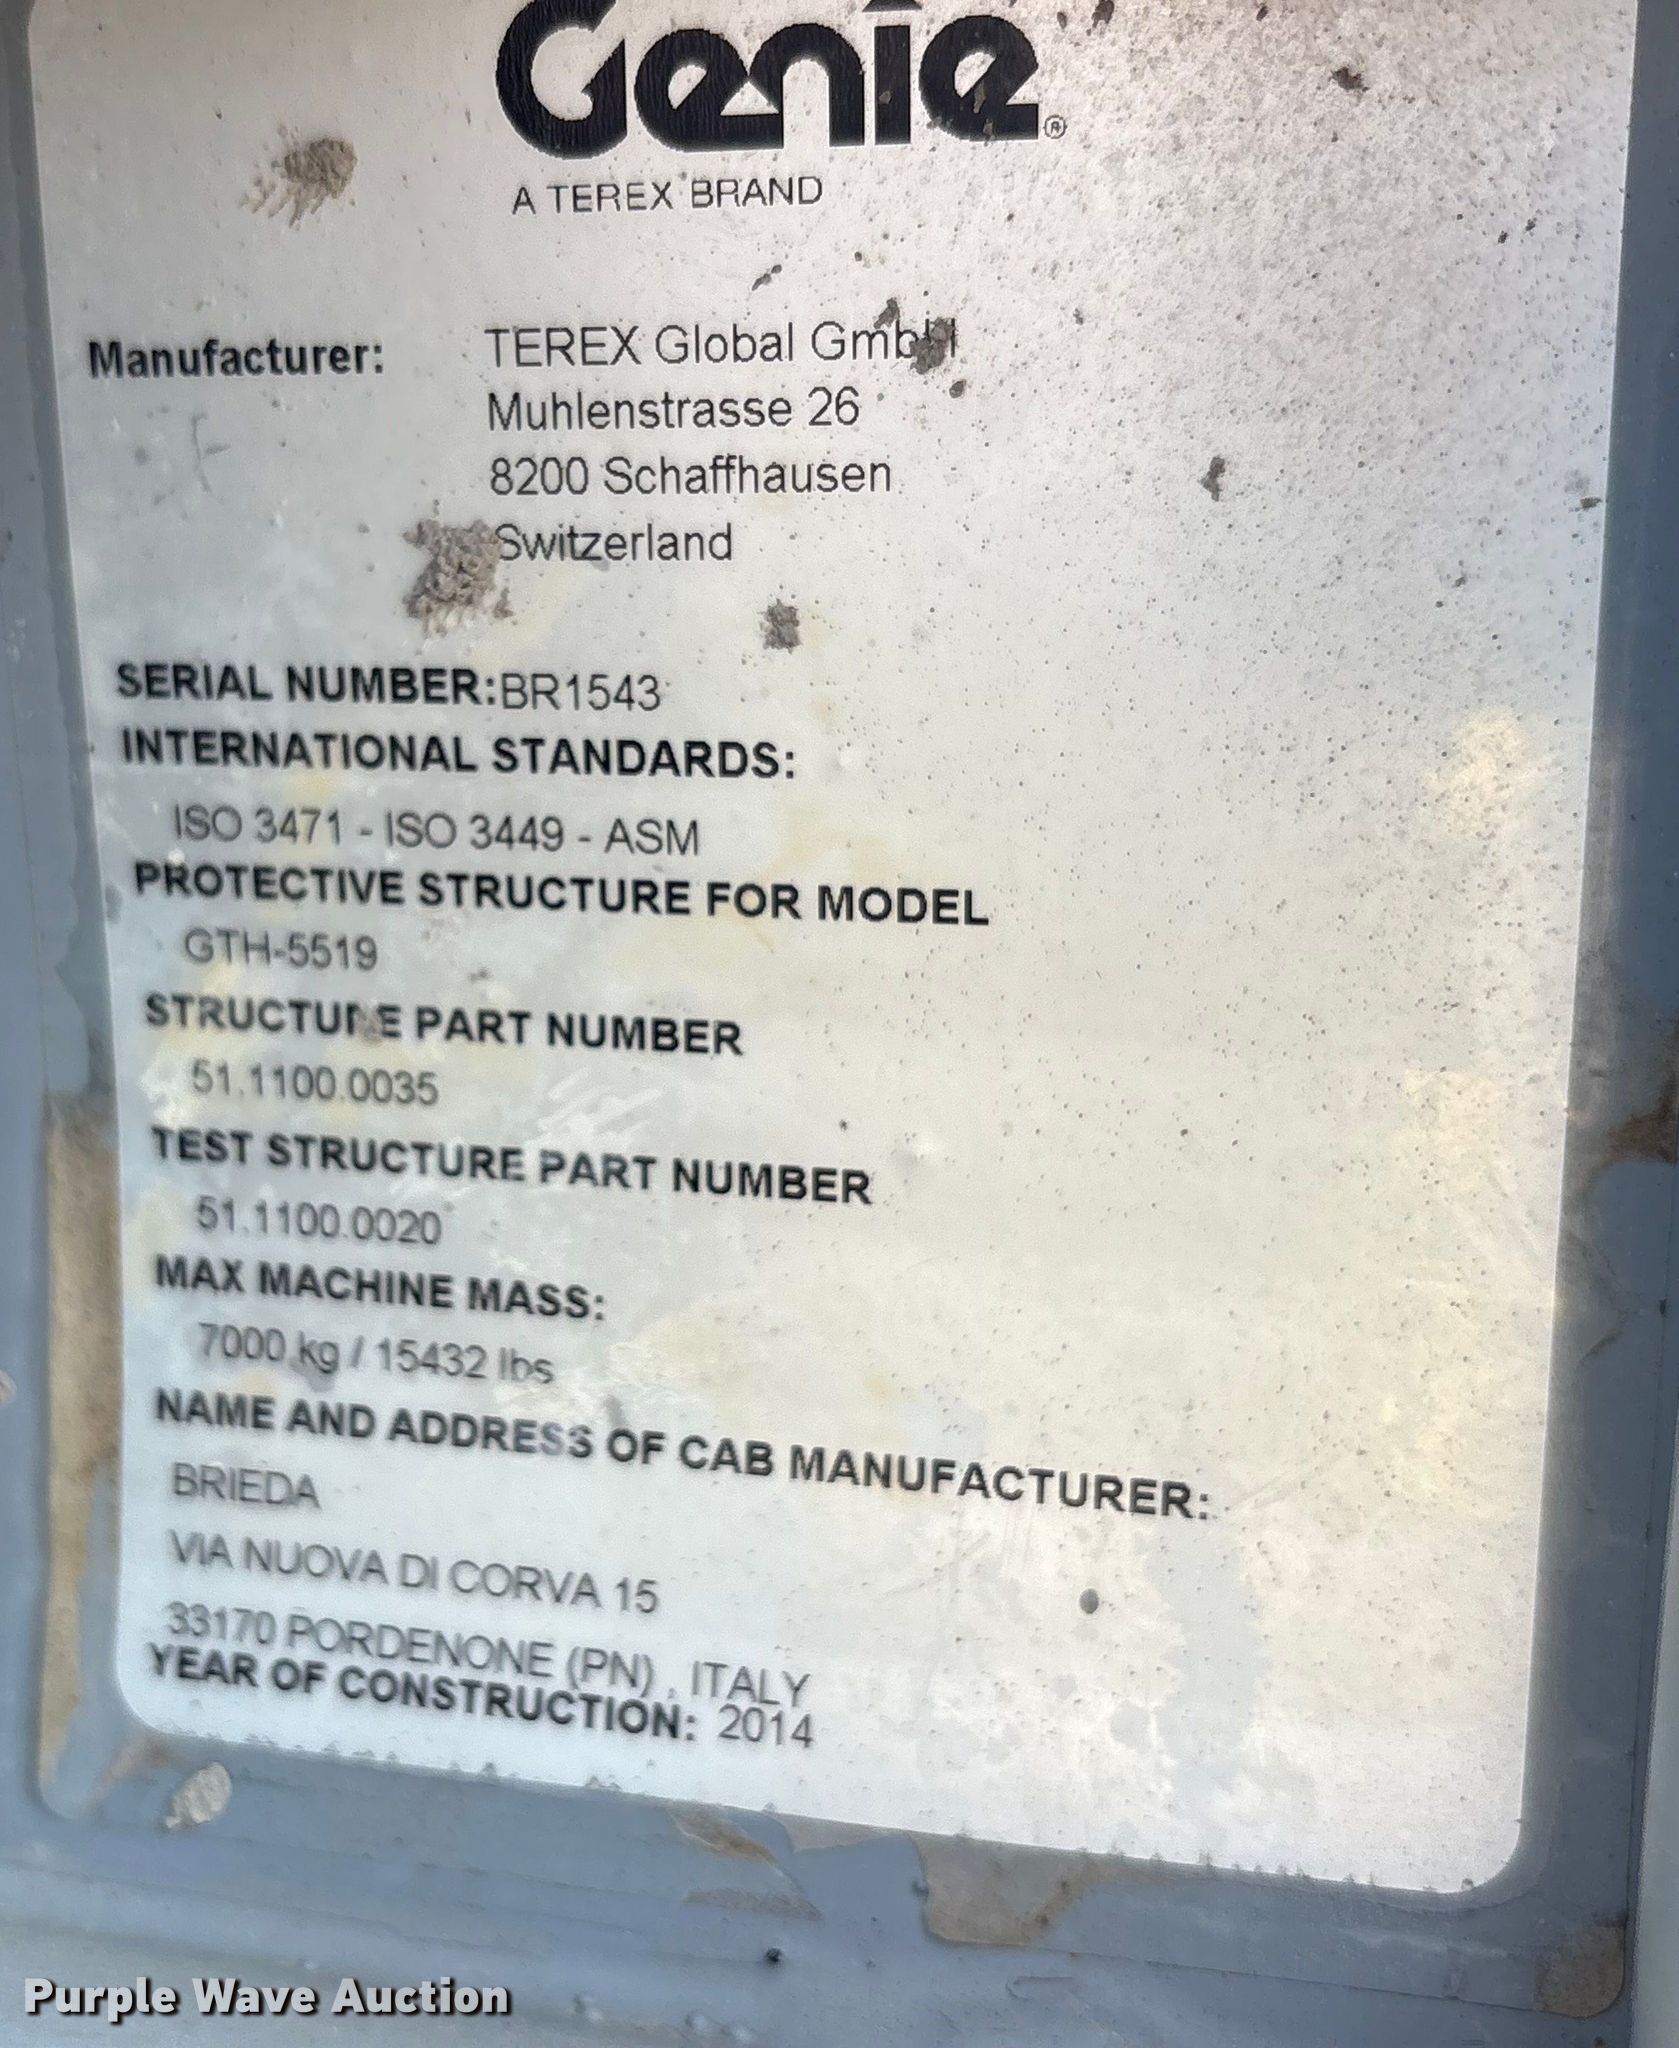 Genie®
A TEREX BRAND
Manufacturer: TEREX Global GmbH
Muhlenstrasse 26
8200 Schaffhausen
Switzerland
SERIAL NUMBER:BR1543
INTERNATIONAL STANDARDS:
ISO 3471 - ISO 3449 - ASM
PROTECTIVE STRUCTURE FOR MODEL
GTH-5519
STRUCTURE PART NUMBER
51.1100.0035
TEST STRUCTURE PART NUMBER
51.1100.0020
MAX MACHINE MASS:
7000 kg / 15432 lbs
NAME AND ADDRESS OF CAB MANUFACTURER:
BRIEDA
VIA NUOVA DI CORVA 15
33170 PORDENONE (PN) , ITALY
YEAR OF CONSTRUCTION: 2014
Purple Wave Auction